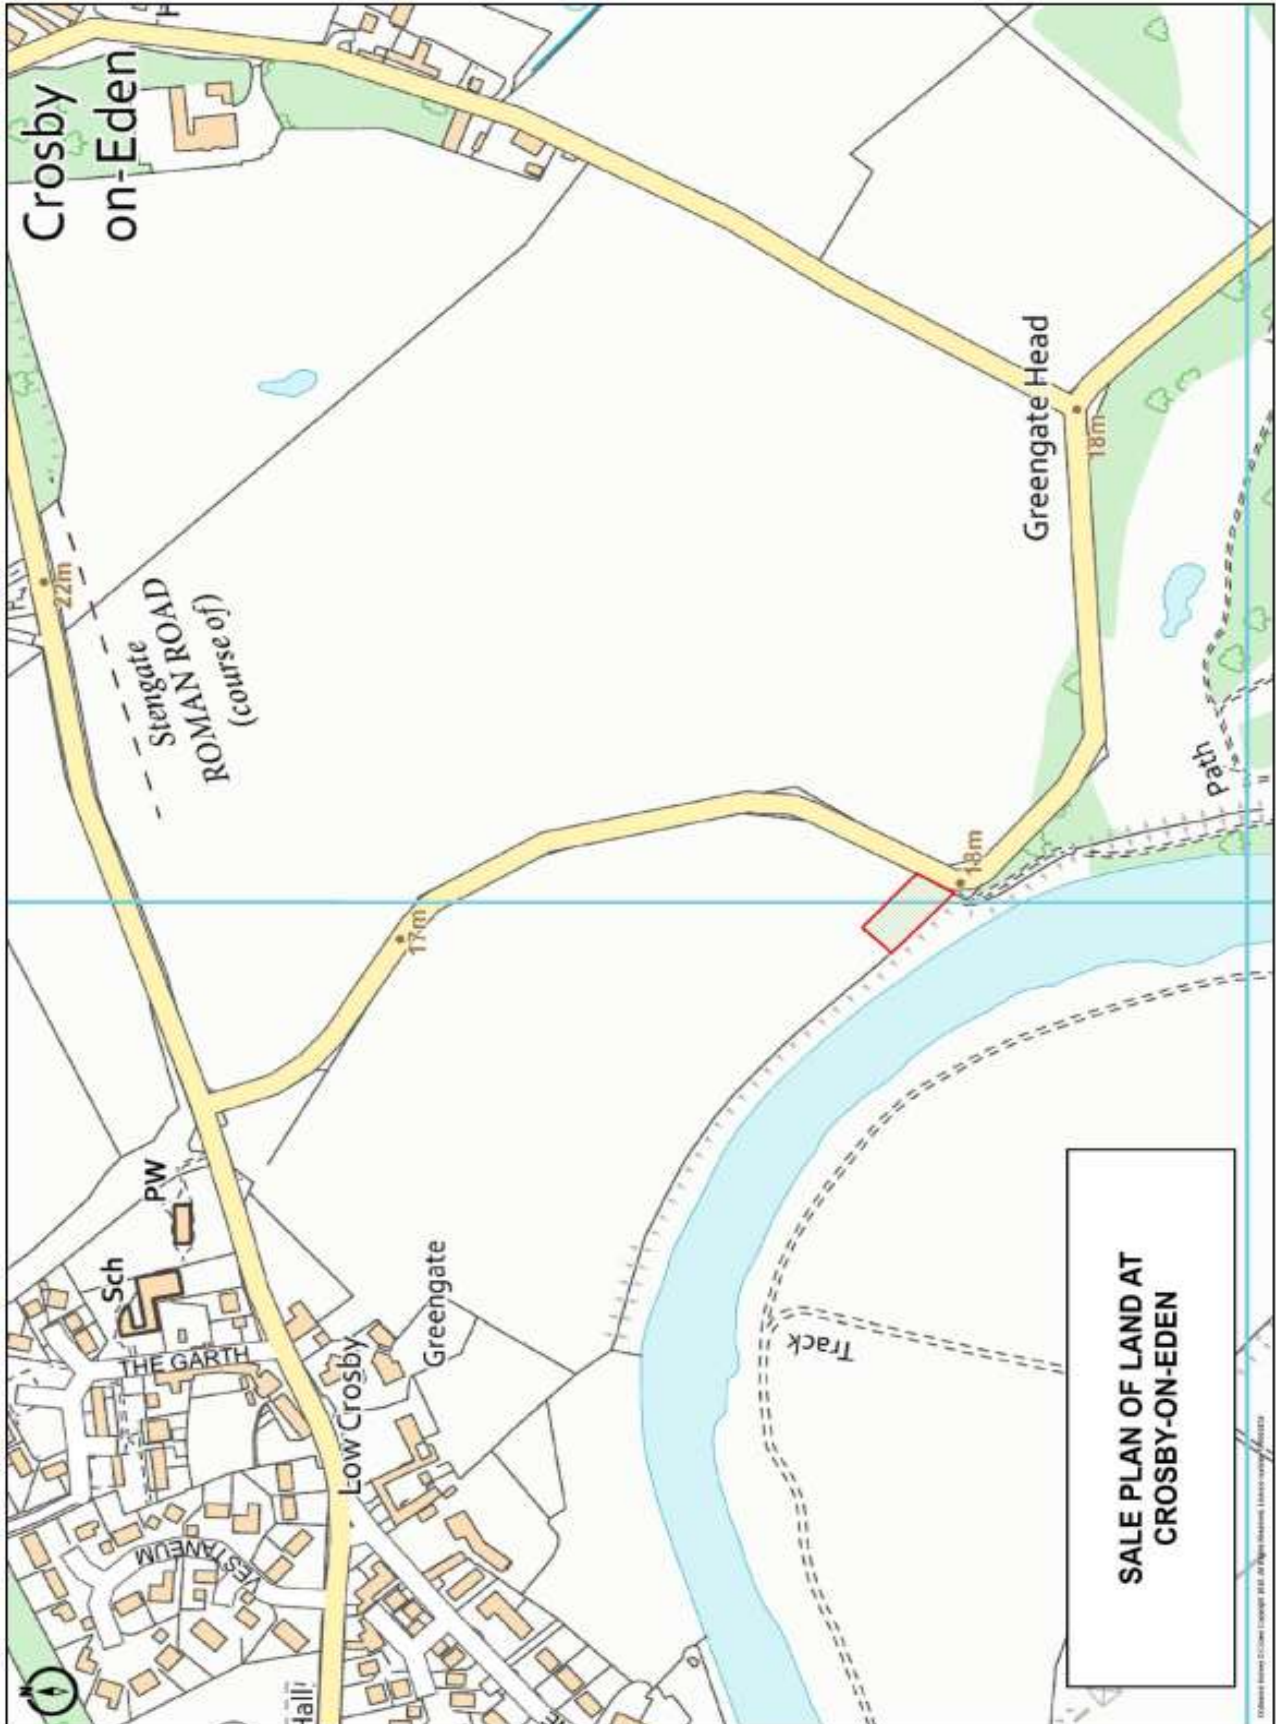 Crosby
on-Eden
22m
Stengate
ROMAN ROAD
(course of)
Greengate Head
18m
17m
18m
Path
PW
Sch
THE GARTH
Greengate
Low Crosby
VESTANEUM
Hall
Track
N
SALE PLAN OF LAND AT
CROSBY-ON-EDEN